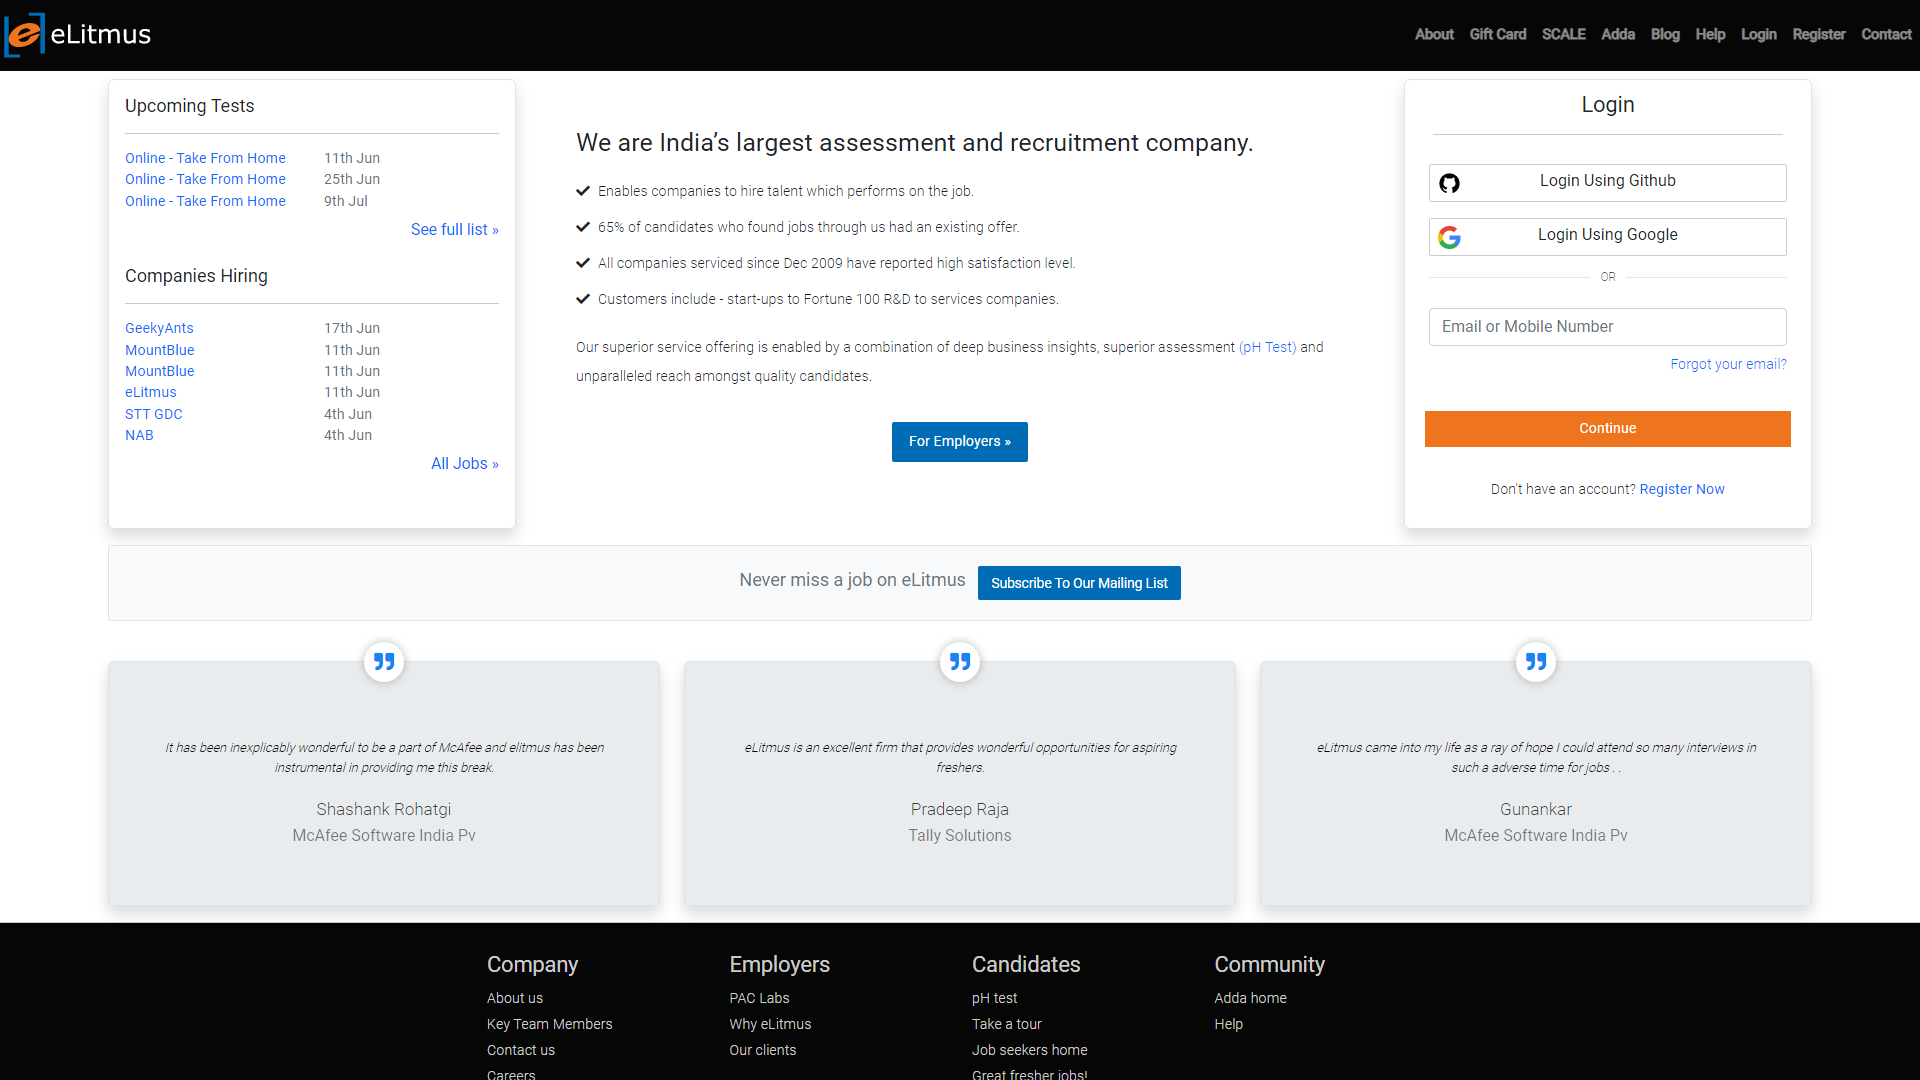 eLitmus
About Gift Card SCALE Adda Blog Help Login Register Contact
Upcoming Tests
Online - Take From Home 11th Jun
Online - Take From Home 25th Jun
Online - Take From Home 9th Jul
See full list »
Companies Hiring
GeekyAnts 17th Jun
MountBlue 11th Jun
MountBlue 11th Jun
eLitmus 11th Jun
STT GDC 4th Jun
NAB 4th Jun
All Jobs »
We are India’s largest assessment and recruitment company.
Enables companies to hire talent which performs on the job.
65% of candidates who found jobs through us had an existing offer.
All companies serviced since Dec 2009 have reported high satisfaction level.
Customers include - start-ups to Fortune 100 R&D to services companies.
Our superior service offering is enabled by a combination of deep business insights, superior assessment (pH Test) and
unparalleled reach amongst quality candidates.
For Employers »
Login
Login Using Github
Login Using Google
OR
Email or Mobile Number
Forgot your email?
Continue
Don't have an account? Register Now
Never miss a job on eLitmus Subscribe To Our Mailing List
It has been inexplicably wonderful to be a part of McAfee and elitmus has been
instrumental in providing me this break.
Shashank Rohatgi
McAfee Software India Pv
eLitmus is an excellent firm that provides wonderful opportunities for aspiring
freshers.
Pradeep Raja
Tally Solutions
eLitmus came into my life as a ray of hope I could attend so many interviews in
such a adverse time for jobs . .
Gunankar
McAfee Software India Pv
Company
About us
Key Team Members
Contact us
Careers
Employers
PAC Labs
Why eLitmus
Our clients
Candidates
pH test
Take a tour
Job seekers home
Great fresher jobs!
Community
Adda home
Help